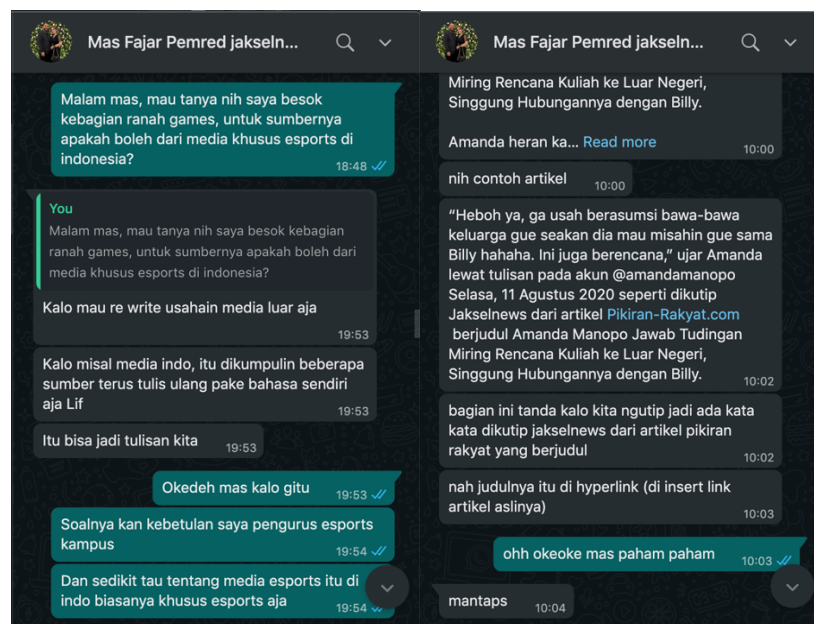 Mas Fajar Pemred jakseln...
Malam mas, mau tanya nih saya besok
kebagian ranah games, untuk sumbernya
apakah boleh dari media khusus esports di
indonesia?
18:48
You
Malam mas, mau tanya nih saya besok kebagian
ranah games, untuk sumbernya apakah boleh dari
media khusus esports di indonesia?
Kalo mau re write usahain media luar aja
19:53
Kalo misal media indo, itu dikumpulin beberapa
sumber terus tulis ulang pake bahasa sendiri
aja Lif
19:53
Itu bisa jadi tulisan kita
19:53
Okedeh mas kalo gitu
19:53
Soalnya kan kebetulan saya pengurus esports
kampus
19:54
Dan sedikit tau tentang media esports itu di
indo biasanya khusus esports aja
19:54
Mas Fajar Pemred jakseln...
Miring Rencana Kuliah ke Luar Negeri,
Singgung Hubungannya dengan Billy.
Amanda heran ka... Read more
10:00
nih contoh artikel
10:00
“Heboh ya, ga usah berasumsi bawa-bawa
keluarga gue seakan dia mau misahin gue sama
Billy hahaha. Ini juga berencana,” ujar Amanda
lewat tulisan pada akun @amandamanopo
Selasa, 11 Agustus 2020 seperti dikutip
Jakselnews dari artikel Pikiran-Rakyat.com
berjudul Amanda Manopo Jawab Tudingan
Miring Rencana Kuliah ke Luar Negeri,
Singgung Hubungannya dengan Billy.
10:02
bagian ini tanda kalo kita ngutip jadi ada kata
kata dikutip jakselnews dari artikel pikiran
rakyat yang berjudul
10:02
nah judulnya itu di hyperlink (di insert link
artikel aslinya)
10:03
ohh okeoke mas paham paham
10:03
mantaps
10:04